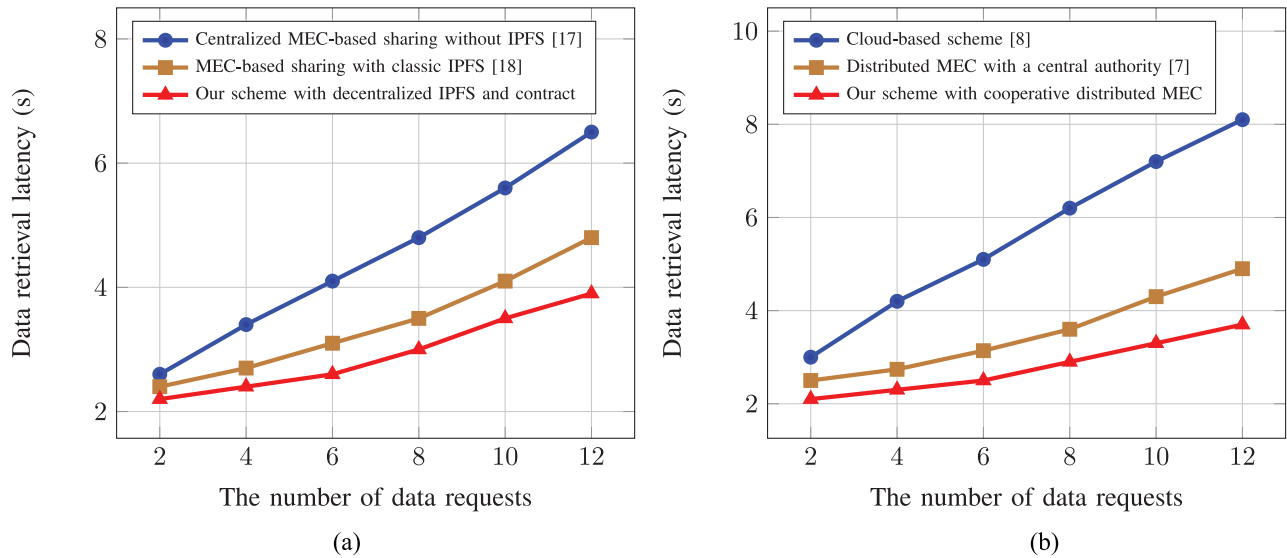 Centralized MEC-based sharing without IPFS [17]
MEC-based sharing with classic IPFS [18]
Our scheme with decentralized IPFS and contract
8
6
4
2
Data retrieval latency (s)
2 4 6 8 10 12
The number of data requests
(a)
Cloud-based scheme [8]
Distributed MEC with a central authority [7]
Our scheme with cooperative distributed MEC
10
8
6
4
2
Data retrieval latency (s)
2 4 6 8 10 12
The number of data requests
(b)